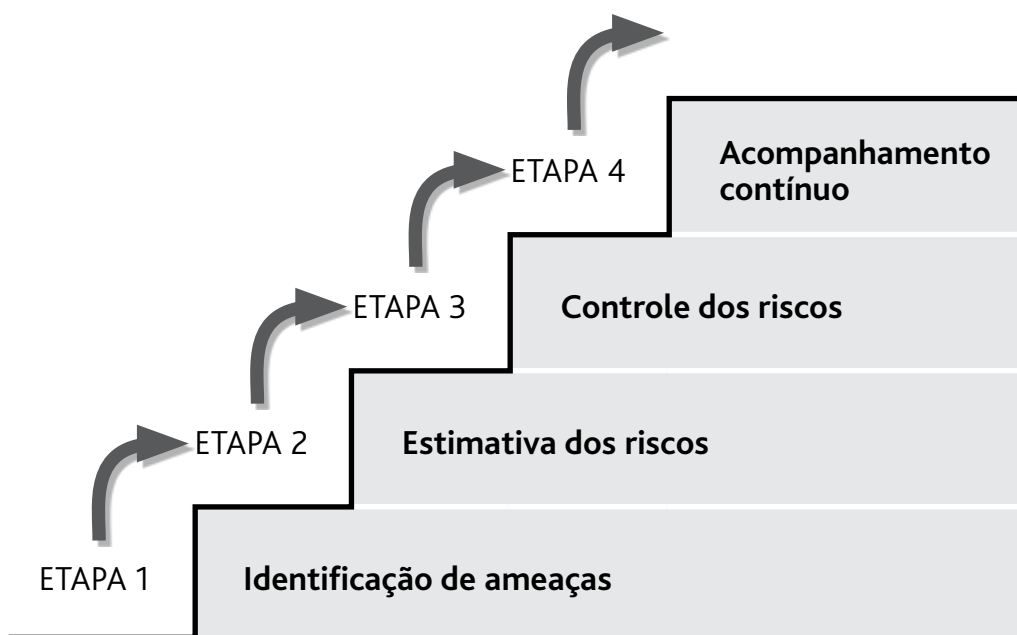 Acompanhamento
contínuo
ETAPA 4
Controle dos riscos
ETAPA 3
Estimativa dos riscos
ETAPA 2
Identificação de ameaças
ETAPA 1